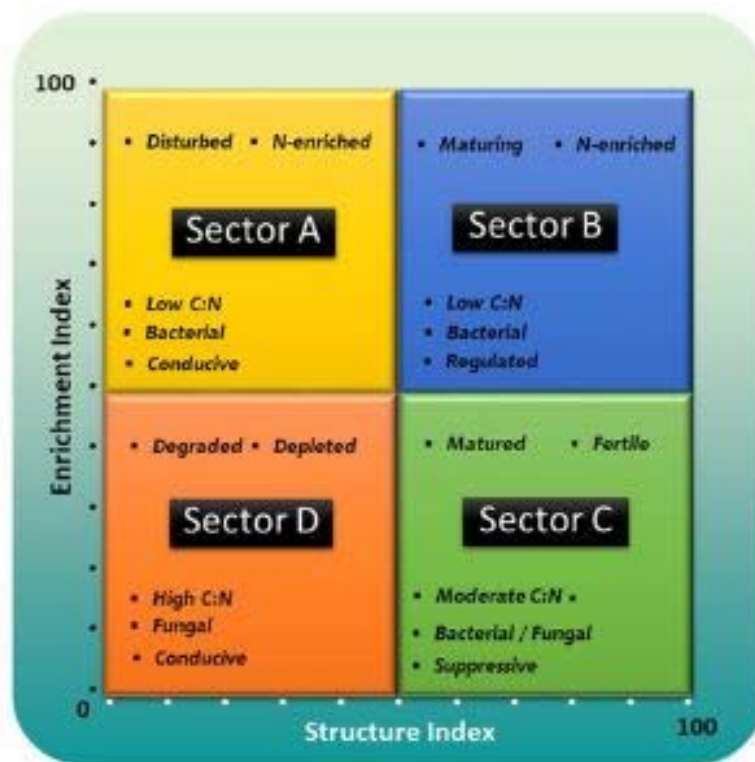 100
• Disturbed • N-enriched
Sector A
• Low C:N
• Bacterial
• Conducive
• Maturing • N-enriched
Sector B
• Low C:N
• Bacterial
• Regulated
Enrichment Index
• Degraded • Depleted
Sector D
• High C:N
• Fungal
• Conducive
• Matured • Fertile
Sector C
• Moderate C:N •
• Bacterial / Fungal
• Suppressive
0
Structure Index
100